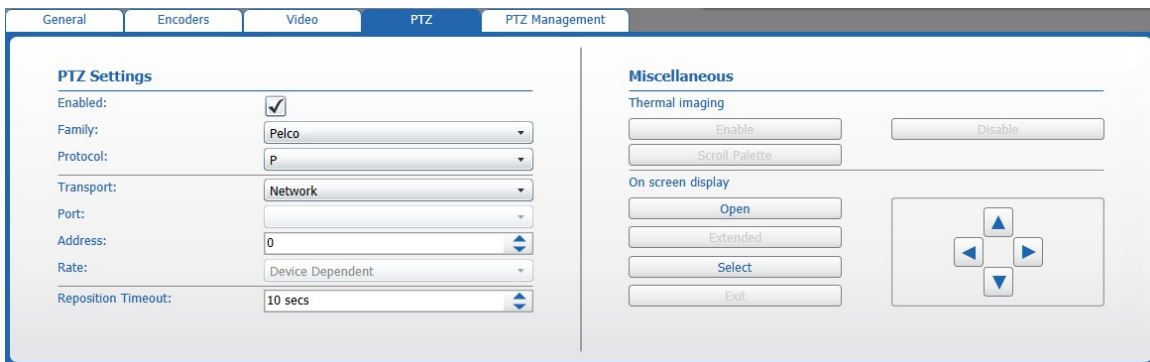 General Encoders Video PTZ PTZ Management
PTZ Settings
Enabled:
Family: Pelco
Protocol: P
Transport: Network
Port:
Address: 0
Rate: Device Dependent
Reposition Timeout: 10 secs
Miscellaneous
Thermal imaging
Enable Disable
Scroll Palette
On screen display
Open
Extended
Select
Exit